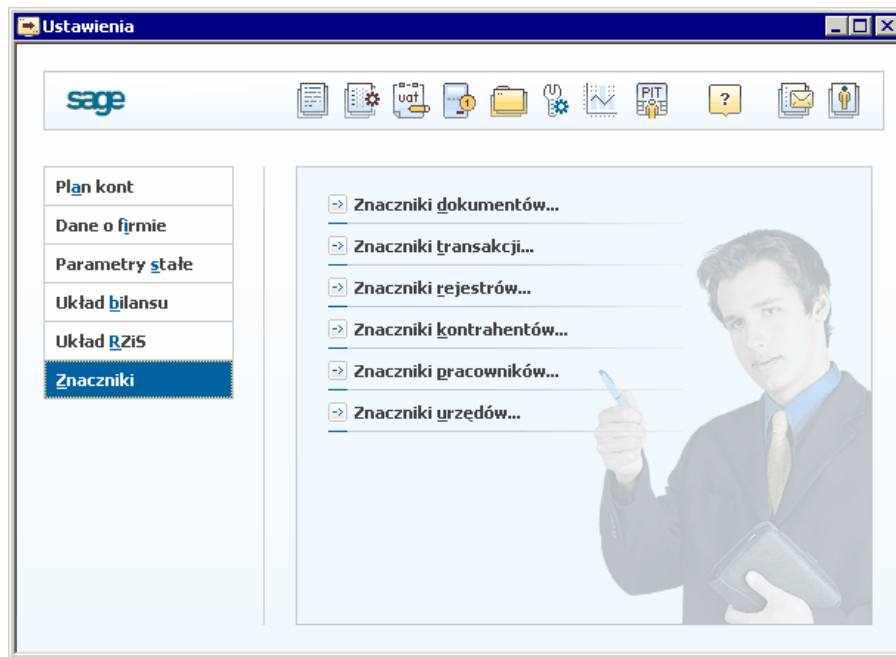 Ustawienia
sage
vat
1
PIT
?
Plan kont
Dane o firmie
Parametry stałe
Układ bilansu
Układ RZiS
Znaczniki
Znaczniki dokumentów...
Znaczniki transakcji...
Znaczniki rejestrów...
Znaczniki kontrahentów...
Znaczniki pracowników...
Znaczniki urzędów...